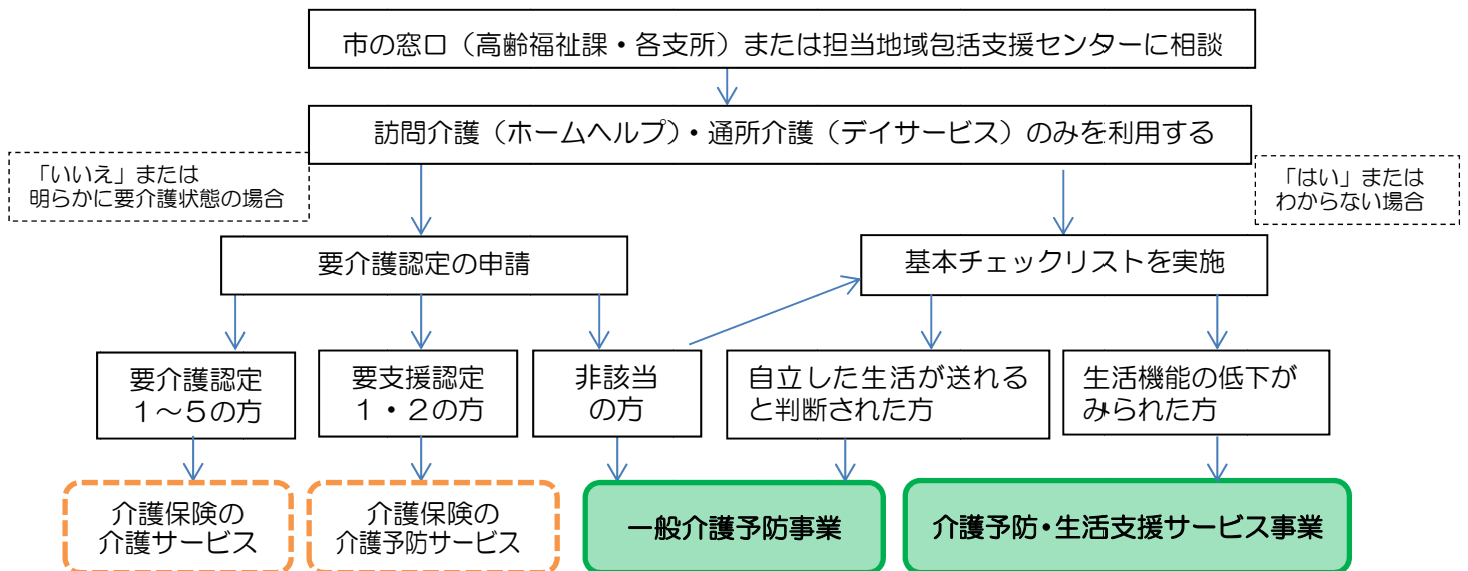 市の窓口（高齢福祉課・各支所）または担当地域包括支援センターに相談
訪問介護（ホームヘルプ）・通所介護（デイサービス）のみを利用する
「いいえ」または
明らかに要介護状態の場合
「はい」または
わからない場合
要介護認定の申請
基本チェックリストを実施
要介護認定
１～５の方
要支援認定
１・２の方
非該当
の方
自立した生活が送れる
と判断された方
生活機能の低下が
みられた方
介護保険の
介護サービス
介護保険の
介護予防サービス
一般介護予防事業
介護予防・生活支援サービス事業